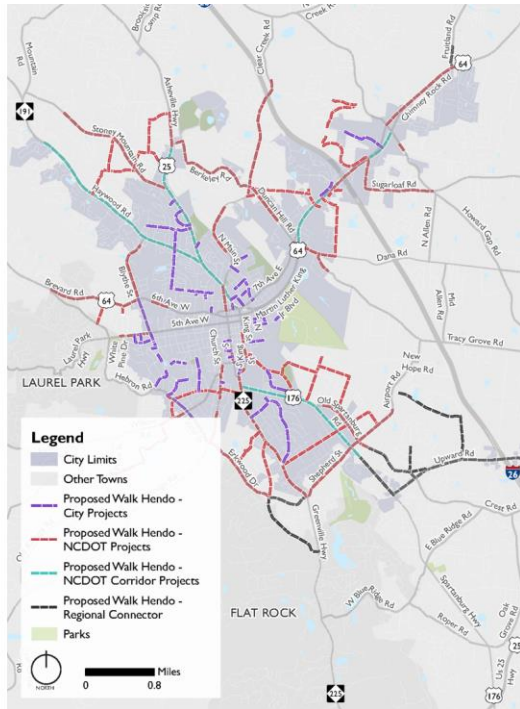 Mountain Rd
Asheville Hwy
Clear Creek Rd
Creek Rd
Fruitland Rd
64
191
Chimney Rock Rd
Stoney Mountain Rd
25
Berkeley Rd
Haywood Rd
Duncan Hill Rd
Sugarloaf Rd
N Allen Rd
Howard Gap Rd
N Main St
64
Dana Rd
Blythe St
7th Ave E
Brevard Rd
64
6th Ave W
Martin Luther King
Jr. Blvd
Mid
Allen Rd
5th Ave W
Laurel Park
Hwy
White
Pine Dr
Church St
King St
Tracy Grove Rd
New
Hope Rd
Hebron Rd
LAUREL PARK
Airport Rd
176
225
Old Spartanburg
Rd
Legend
City Limits
Other Towns
Proposed Walk Hendo -
City Projects
Proposed Walk Hendo -
NCDOT Projects
Proposed Walk Hendo -
NCDOT Corridor Projects
Proposed Walk Hendo -
Regional Connector
Parks
NORTH
Miles
0
0.8
Upward Rd
26
Erkwood Dr
Shepherd St
Crest Rd
Greenville Hwy
E Blue Ridge Rd
FLAT ROCK
W Blue Ridge Rd
Spartanburg Hwy
Roper Rd
Oak
Grove Rd
225
US 25
25
176